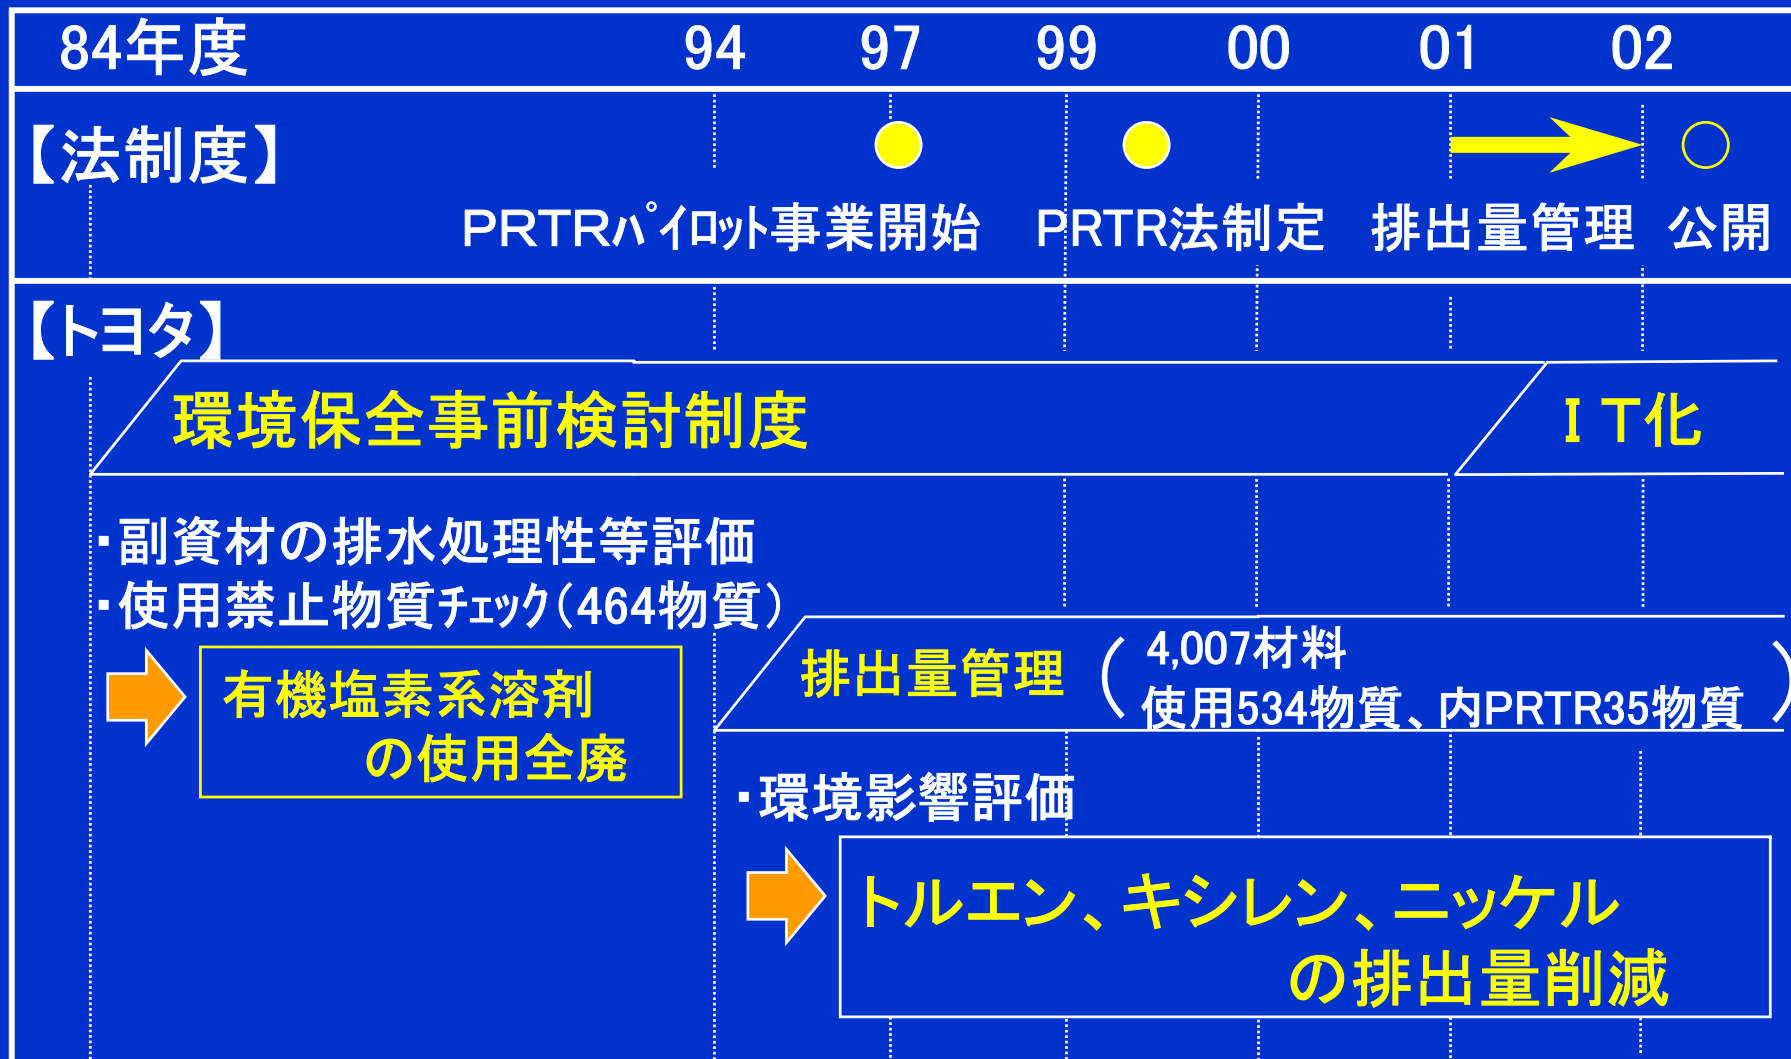 84年度 94 97 99 00 01 02
【法制度】
PRTRパイロット事業開始 PRTR法制定 排出量管理 公開
【トヨタ】
環境保全事前検討制度 IT化
・副資材の排水処理性等評価
・使用禁止物質チェック(464物質)
有機塩素系溶剤
の使用全廃
排出量管理 (4,007材料
使用534物質、内PRTR35物質)
・環境影響評価
トルエン、キシレン、ニッケル
の排出量削減